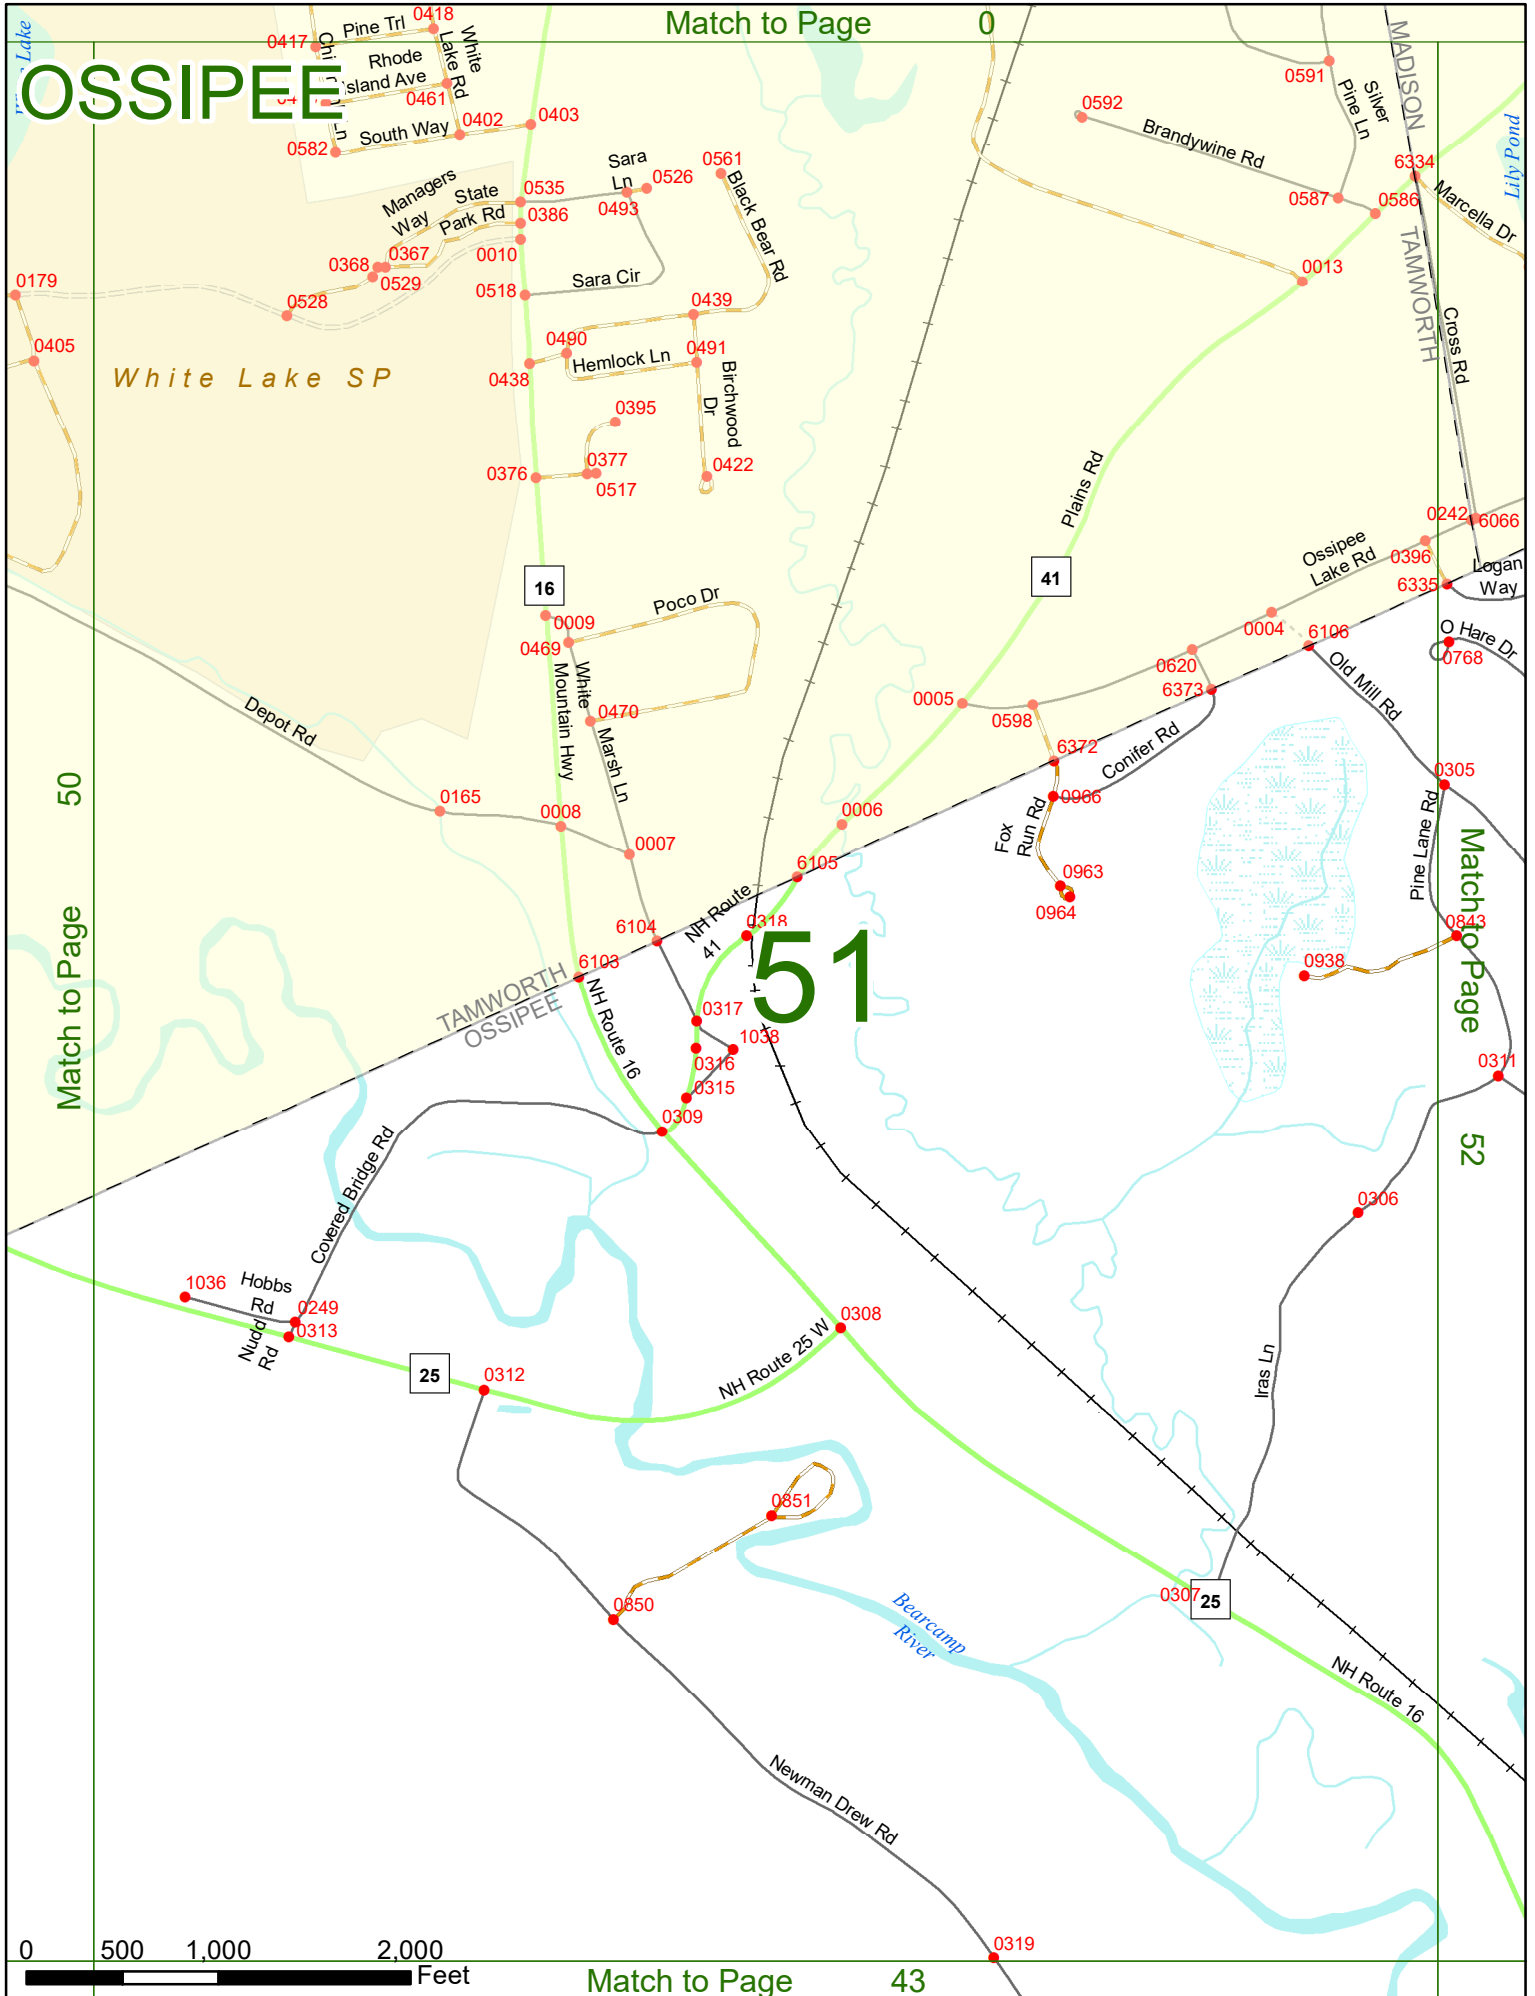 Match to Page 0
OSSIPEE
Pine Trl
0418
0417
White
Lake Rd
Rhode
Island Ave
0461
South Way
0402
0403
0582
Lake
MADISON
TAMWORTH
0591
Silver
Pine Ln
0592
Brandywine Rd
Lily Pond
6334
0587
0586
Marcella Dr
Sara
Ln
0526
0493
0561
Black Bear Rd
Managers
Way
State
Park Rd
0535
0386
0010
0368
0367
0529
0528
0179
0518
Sara Cir
0013
0439
0405
0490
Hemlock Ln
0491
0438
Birchwood
Dr
Cross Rd
White Lake SP
0395
0376
0377
0517
0422
Plains Rd
0242
6066
0396
Ossipee
Lake Rd
6335
Logan
Way
16
41
Poco Dr
0009
0469
0004
6106
O Hare Dr
0768
0620
6373
Old Mill Rd
White
Marsh Ln
Mountain Hwy
0470
0005
0598
Depot Rd
6372
Conifer Rd
0305
0966
Fox
Run Rd
Pine Lane Rd
0165
0008
0006
0007
6105
0963
0964
50
Match to Page
Match to Page
52
NH Route
41
6104
0318
51
0843
0938
6103
TAMWORTH
OSSIPEE
NH Route 16
0317
1038
0316
0315
0311
0309
Covered Bridge Rd
0306
1036
Hobbs
Rd
0249
0313
Nudd
Rd
0308
NH Route 25 W
25
0312
Iras Ln
0851
0850
0307
25
Bearcamp
River
NH Route 16
Newman Drew Rd
0319
0 500 1,000 2,000
Feet
Match to Page 43